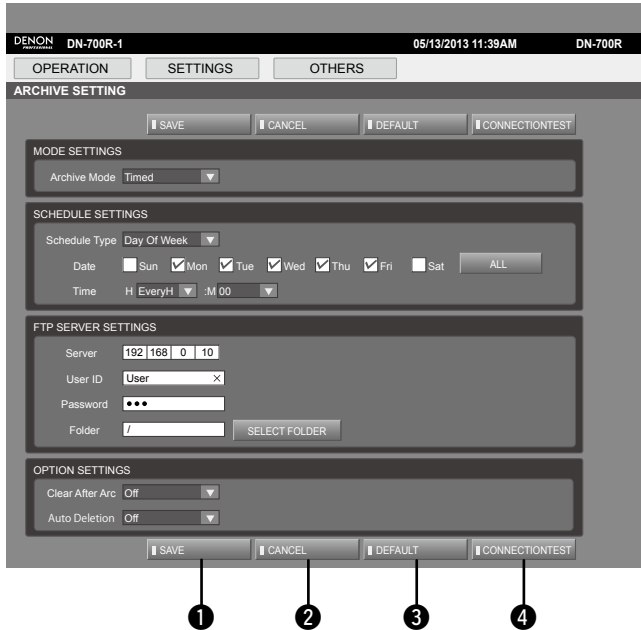 DENON PROFESSIONAL DN-700R-1 05/13/2013 11:39AM DN-700R
OPERATION SETTINGS OTHERS
ARCHIVE SETTING
SAVE CANCEL DEFAULT CONNECTIONTEST
MODE SETTINGS
Archive Mode Timed
SCHEDULE SETTINGS
Schedule Type Day Of Week
Date Sun Mon Tue Wed Thu Fri Sat ALL
Time H EveryH :M 00
FTP SERVER SETTINGS
Server 192 168 0 10
User ID User
Password •••
Folder / SELECT FOLDER
OPTION SETTINGS
Clear After Arc Off
Auto Deletion Off
SAVE CANCEL DEFAULT CONNECTIONTEST
1 2 3 4